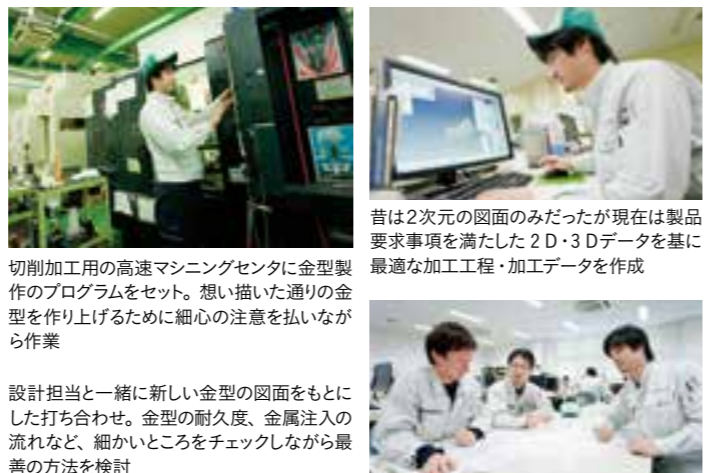 昔は2次元の図面のみだったが現在は製品
要求事項を満たした2D・3Dデータを基に
最適な加工工程・加工データを作成
切削加工用の高速マシニングセンタに金型製
作のプログラムをセット。想い描いた通りの金
型を作り上げるために細心の注意を払いなが
ら作業
設計担当と一緒に新しい金型の図面をもとに
した打ち合わせ。金型の耐久度、金属注入の
流れなど、細かいところをチェックしながら最
善の方法を検討